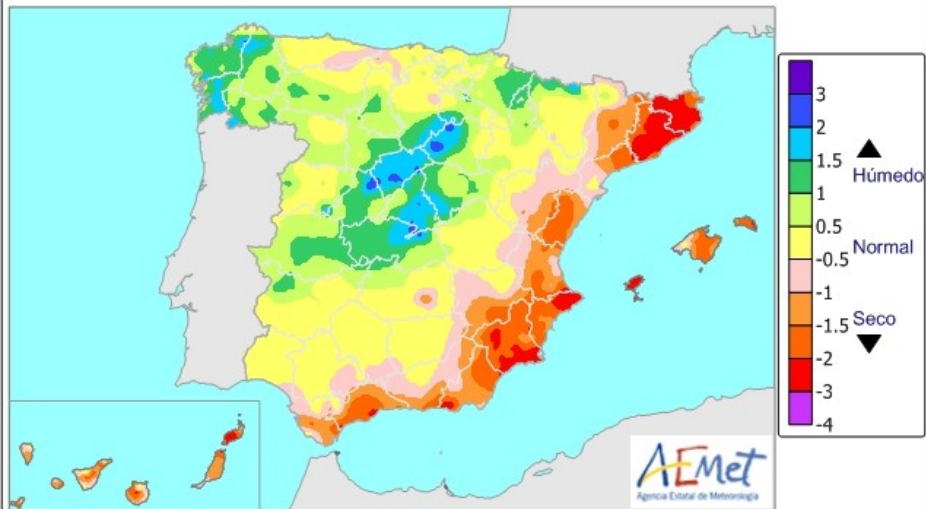 3
2
1.5
1
0.5
-0.5
-1
-1.5
-2
-3
-4
Húmedo
Normal
Seco
AEMet
Agencia Estatal de Meteorología